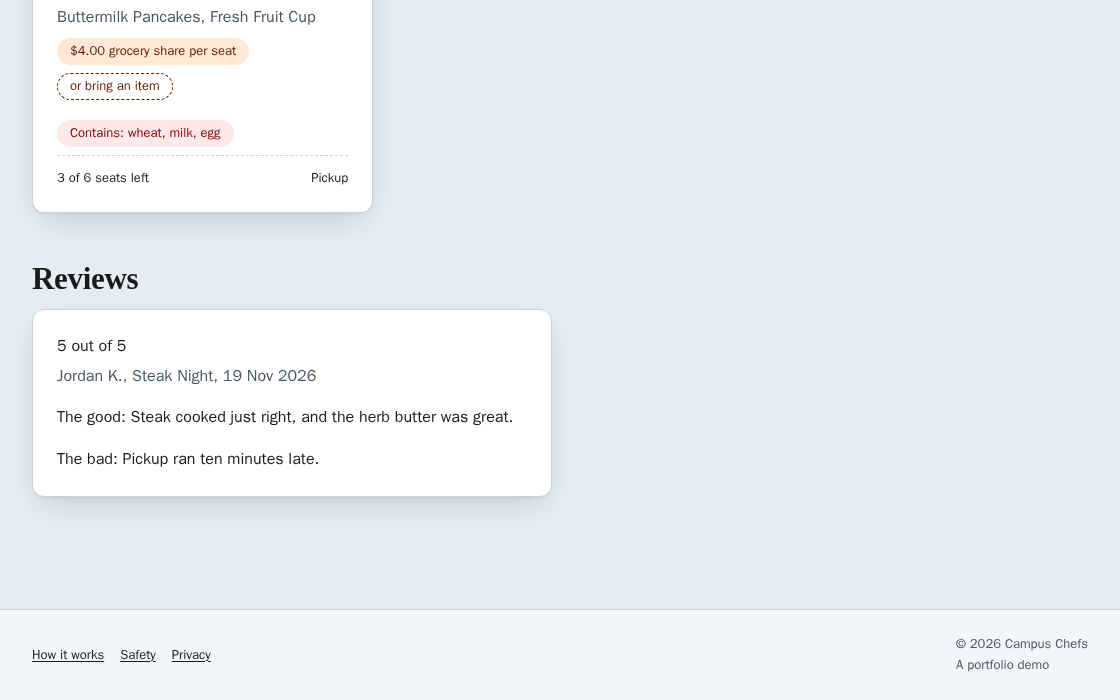 Buttermilk Pancakes, Fresh Fruit Cup
$4.00 grocery share per seat
or bring an item
Contains: wheat, milk, egg
3 of 6 seats left
Pickup
Reviews
5 out of 5
Jordan K., Steak Night, 19 Nov 2026
The good: Steak cooked just right, and the herb butter was great.
The bad: Pickup ran ten minutes late.
How it works
Safety
Privacy
© 2026 Campus Chefs
A portfolio demo